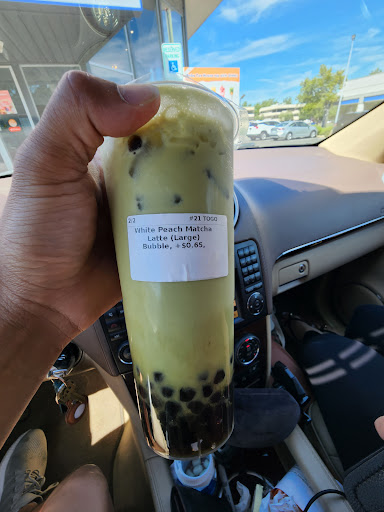 2/2 #21 TOGO
White Peach Matcha
Latte (Large)
Bubble, +$0.65,